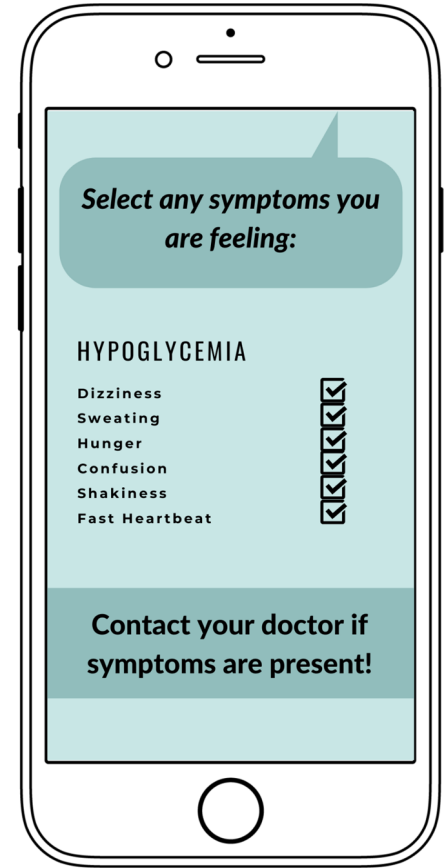 Select any symptoms you
are feeling:
HYPOGLYCEMIA
Dizziness
Sweating
Hunger
Confusion
Shakiness
Fast Heartbeat
Contact your doctor if
symptoms are present!